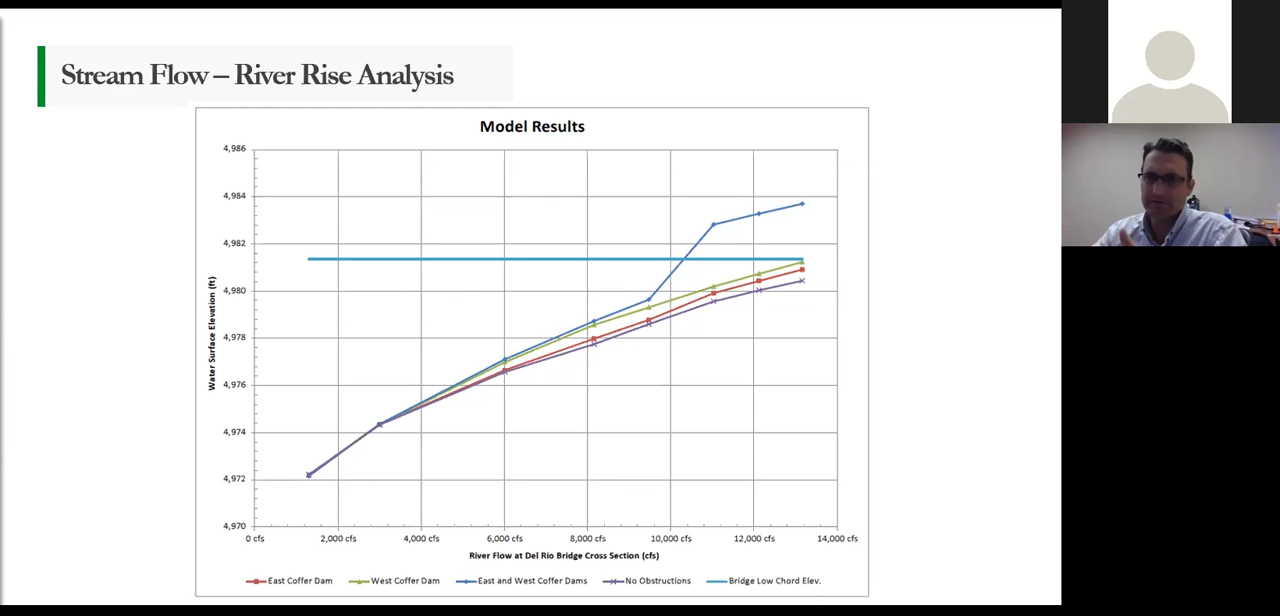 Stream Flow – River Rise Analysis
Model Results
4,986
4,984
4,982
4,980
4,978
4,976
4,974
4,972
4,970
Water Surface Elevation (ft)
0 cfs 2,000 cfs 4,000 cfs 6,000 cfs 8,000 cfs 10,000 cfs 12,000 cfs 14,000 cfs
River Flow at Del Rio Bridge Cross Section (cfs)
East Coffer Dam West Coffer Dam East and West Coffer Dams No Obstructions Bridge Low Chord Elev.